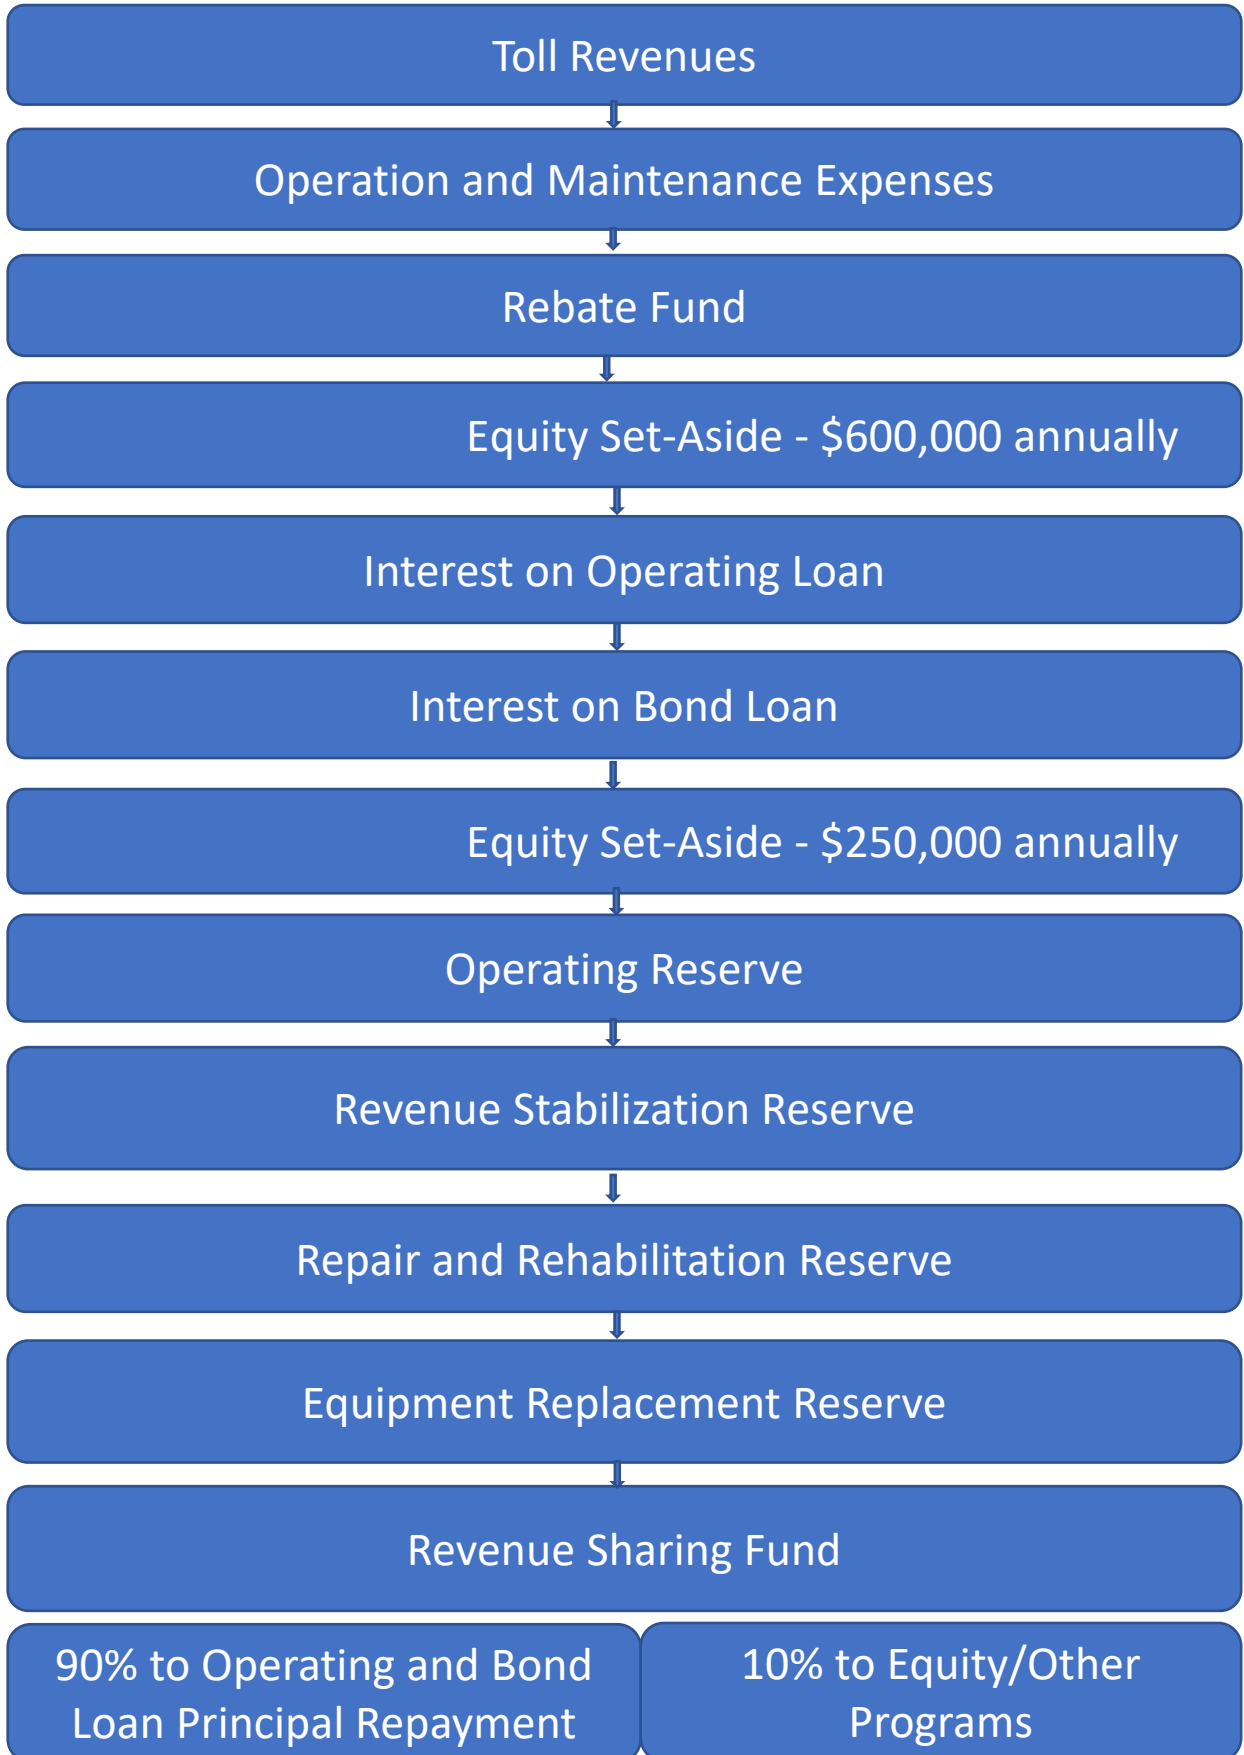 Toll Revenues
Operation and Maintenance Expenses
Rebate Fund
Equity Set-Aside - $600,000 annually
Interest on Operating Loan
Interest on Bond Loan
Equity Set-Aside - $250,000 annually
Operating Reserve
Revenue Stabilization Reserve
Repair and Rehabilitation Reserve
Equipment Replacement Reserve
Revenue Sharing Fund
90% to Operating and Bond
Loan Principal Repayment
10% to Equity/Other
Programs